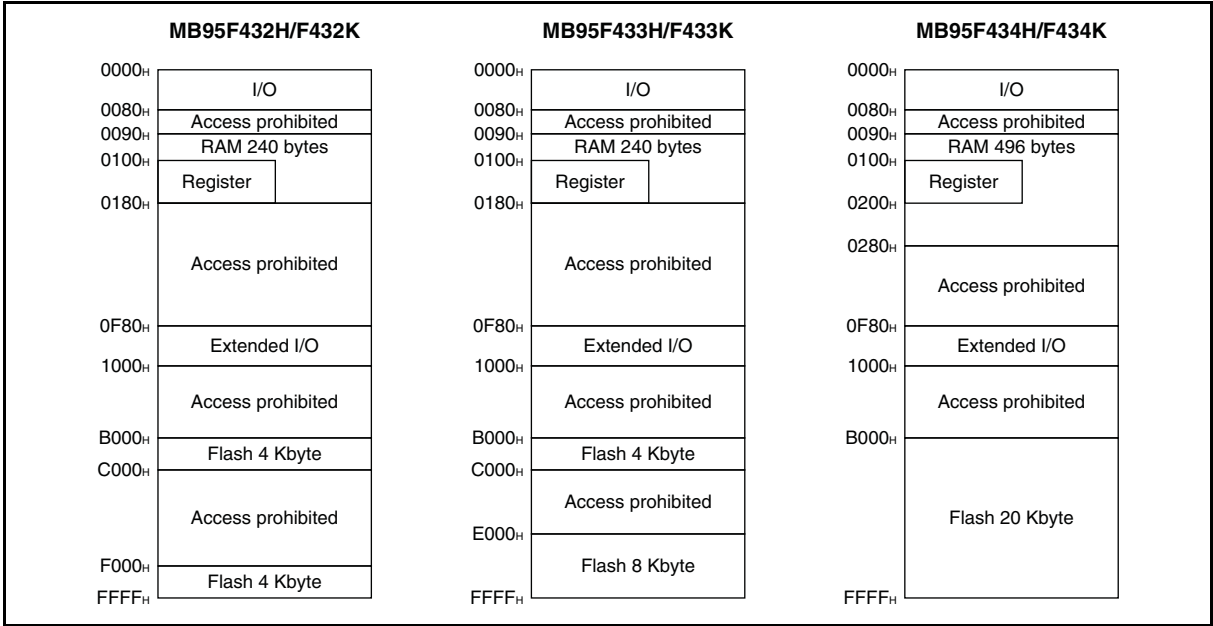 MB95F432H/F432K
0000H
I/O
0080H
Access prohibited
0090H
RAM 240 bytes
0100H
Register
0180H
Access prohibited
0F80H
Extended I/O
1000H
Access prohibited
B000H
Flash 4 Kbyte
C000H
Access prohibited
F000H
Flash 4 Kbyte
FFFFH
MB95F433H/F433K
0000H
I/O
0080H
Access prohibited
0090H
RAM 240 bytes
0100H
Register
0180H
Access prohibited
0F80H
Extended I/O
1000H
Access prohibited
B000H
Flash 4 Kbyte
C000H
Access prohibited
E000H
Flash 8 Kbyte
FFFFH
MB95F434H/F434K
0000H
I/O
0080H
Access prohibited
0090H
RAM 496 bytes
0100H
Register
0200H
0280H
Access prohibited
0F80H
Extended I/O
1000H
Access prohibited
B000H
Flash 20 Kbyte
FFFFH